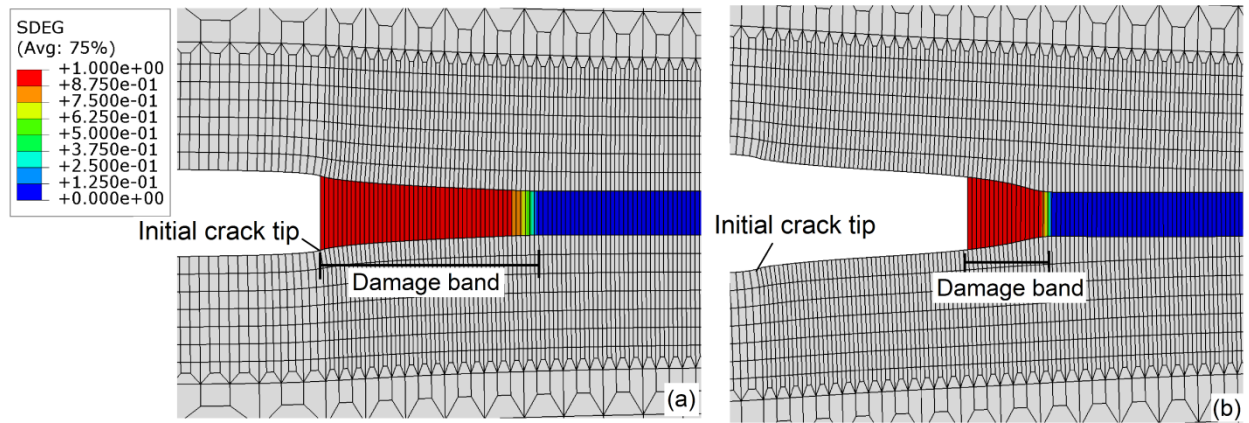 SDEG
(Avg: 75%)
+1.000e+00
+8.750e-01
+7.500e-01
+6.250e-01
+5.000e-01
+3.750e-01
+2.500e-01
+1.250e-01
+0.000e+00
Initial crack tip
Damage band
(a)
Initial crack tip
Damage band
(b)